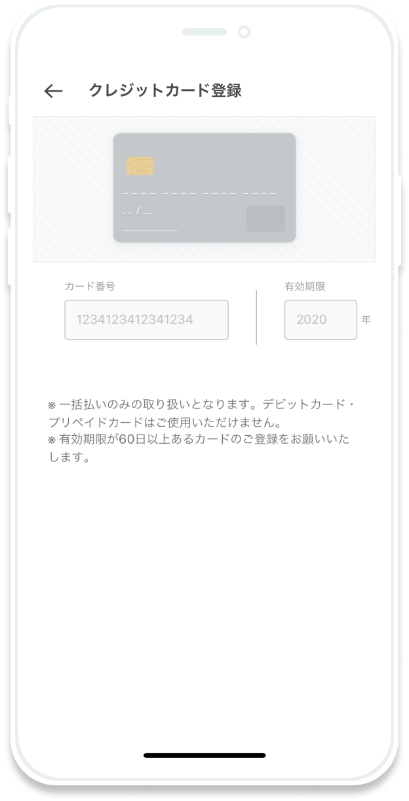 クレジットカード登録
カード番号
有効期限
1234123412341234
2020
年
※ 一括払いのみの取り扱いとなります。デビットカード・
プリペイドカードはご使用いただけません。
※ 有効期限が60日以上あるカードのご登録をお願いいた
します。